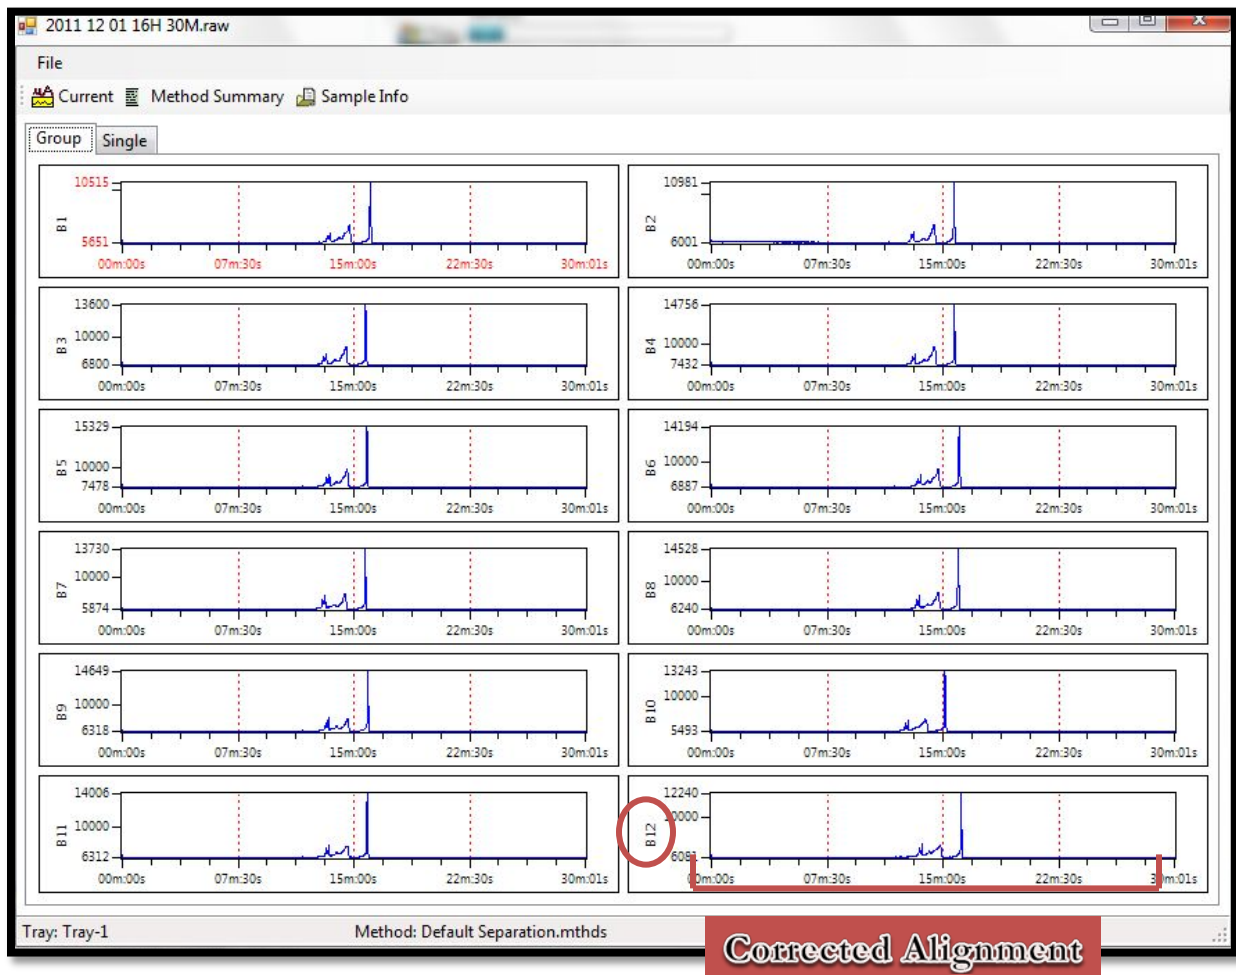 2011 12 01 16H 30M.raw
File
Current Method Summary Sample Info
Group Single
10515 10981
B1 B2
5651 6001
00m:00s 07m:30s 15m:00s 22m:30s 30m:01s 00m:00s 07m:30s 15m:00s 22m:30s 30m:01s
13600 14756
B3 10000 B4 10000
6800 7432
00m:00s 07m:30s 15m:00s 22m:30s 30m:01s 00m:00s 07m:30s 15m:00s 22m:30s 30m:01s
15329 14194
B5 10000 B6 10000
7478 6887
00m:00s 07m:30s 15m:00s 22m:30s 30m:01s 00m:00s 07m:30s 15m:00s 22m:30s 30m:01s
13730 14528
B7 10000 B8 10000
5874 6240
00m:00s 07m:30s 15m:00s 22m:30s 30m:01s 00m:00s 07m:30s 15m:00s 22m:30s 30m:01s
14649 13243
B9 10000 B10 10000
6318 5493
00m:00s 07m:30s 15m:00s 22m:30s 30m:01s 00m:00s 07m:30s 15m:00s 22m:30s 30m:01s
14006 12240
B11 10000 B12 10000
6312
00m:00s 07m:30s 15m:00s 22m:30s 30m:01s 00m:00s 07m:30s 15m:00s 22m:30s 30m:01s
Tray: Tray-1 Method: Default Separation.mthds
Corrected Alignment